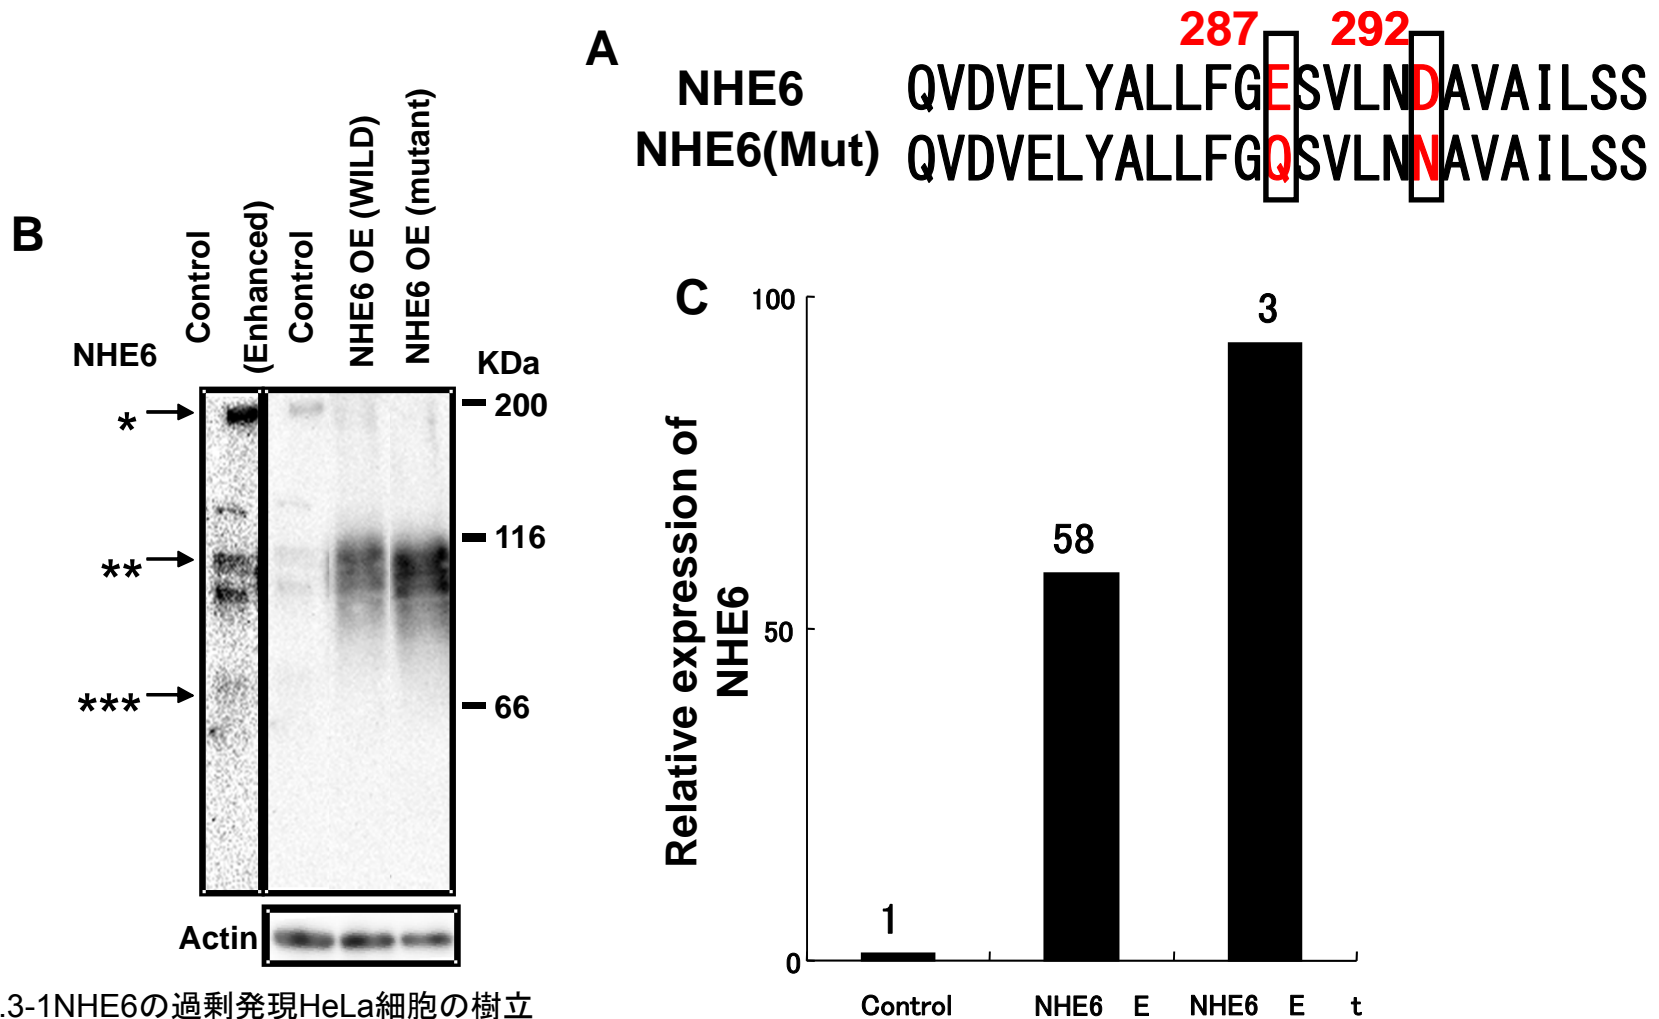 A
287 292
NHE6 QVDVELYALLFGESVLNDAVAILSS
NHE6(Mut) QVDVELYALLFGQSVLNNAVAILSS
B
Control
(Enhanced)
Control
NHE6 OE (WILD)
NHE6 OE (mutant)
NHE6
KDa
*
**
***
200
116
66
Actin
C
Relative expression of
NHE6
100
50
0
1
58
3
Control
NHE6 E
NHE6 E t
.3-1NHE6の過剰発現HeLa細胞の樹立